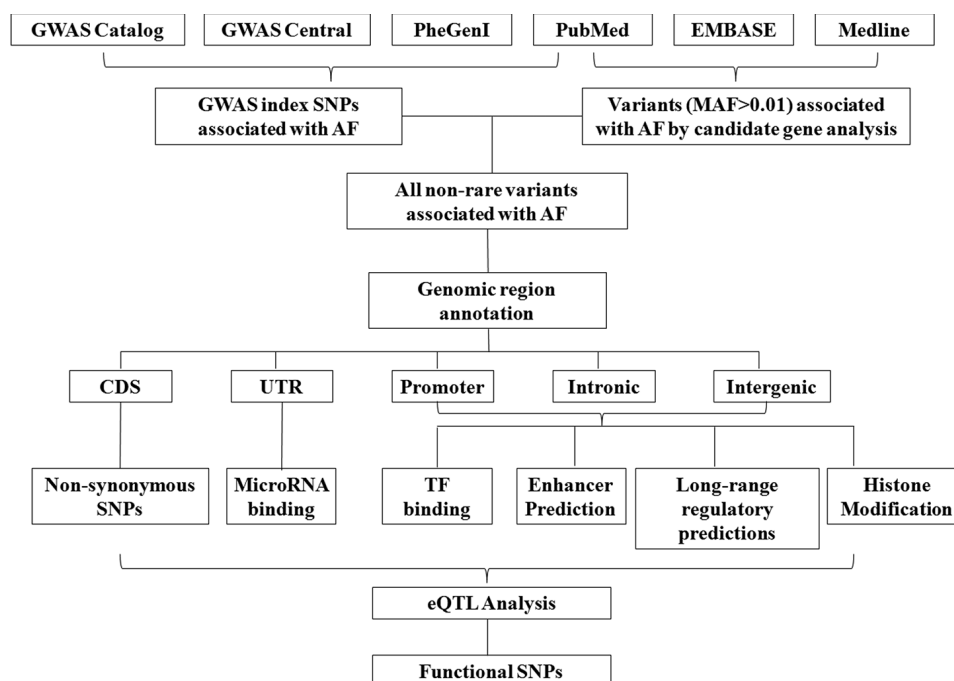 GWAS Catalog
GWAS Central
PheGenI
PubMed
EMBASE
Medline
GWAS index SNPs
associated with AF
Variants (MAF>0.01) associated
with AF by candidate gene analysis
All non-rare variants
associated with AF
Genomic region
annotation
CDS
UTR
Promoter
Intronic
Intergenic
Non-synonymous
SNPs
MicroRNA
binding
TF
binding
Enhancer
Prediction
Long-range
regulatory
predictions
Histone
Modification
eQTL Analysis
Functional SNPs